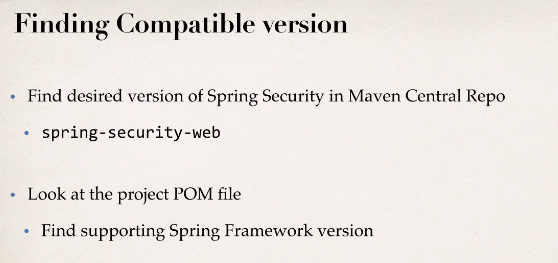 Finding Compatible version
Find desired version of Spring Security in Maven Central Repo
spring-security-web
Look at the project POM file
Find supporting Spring Framework version